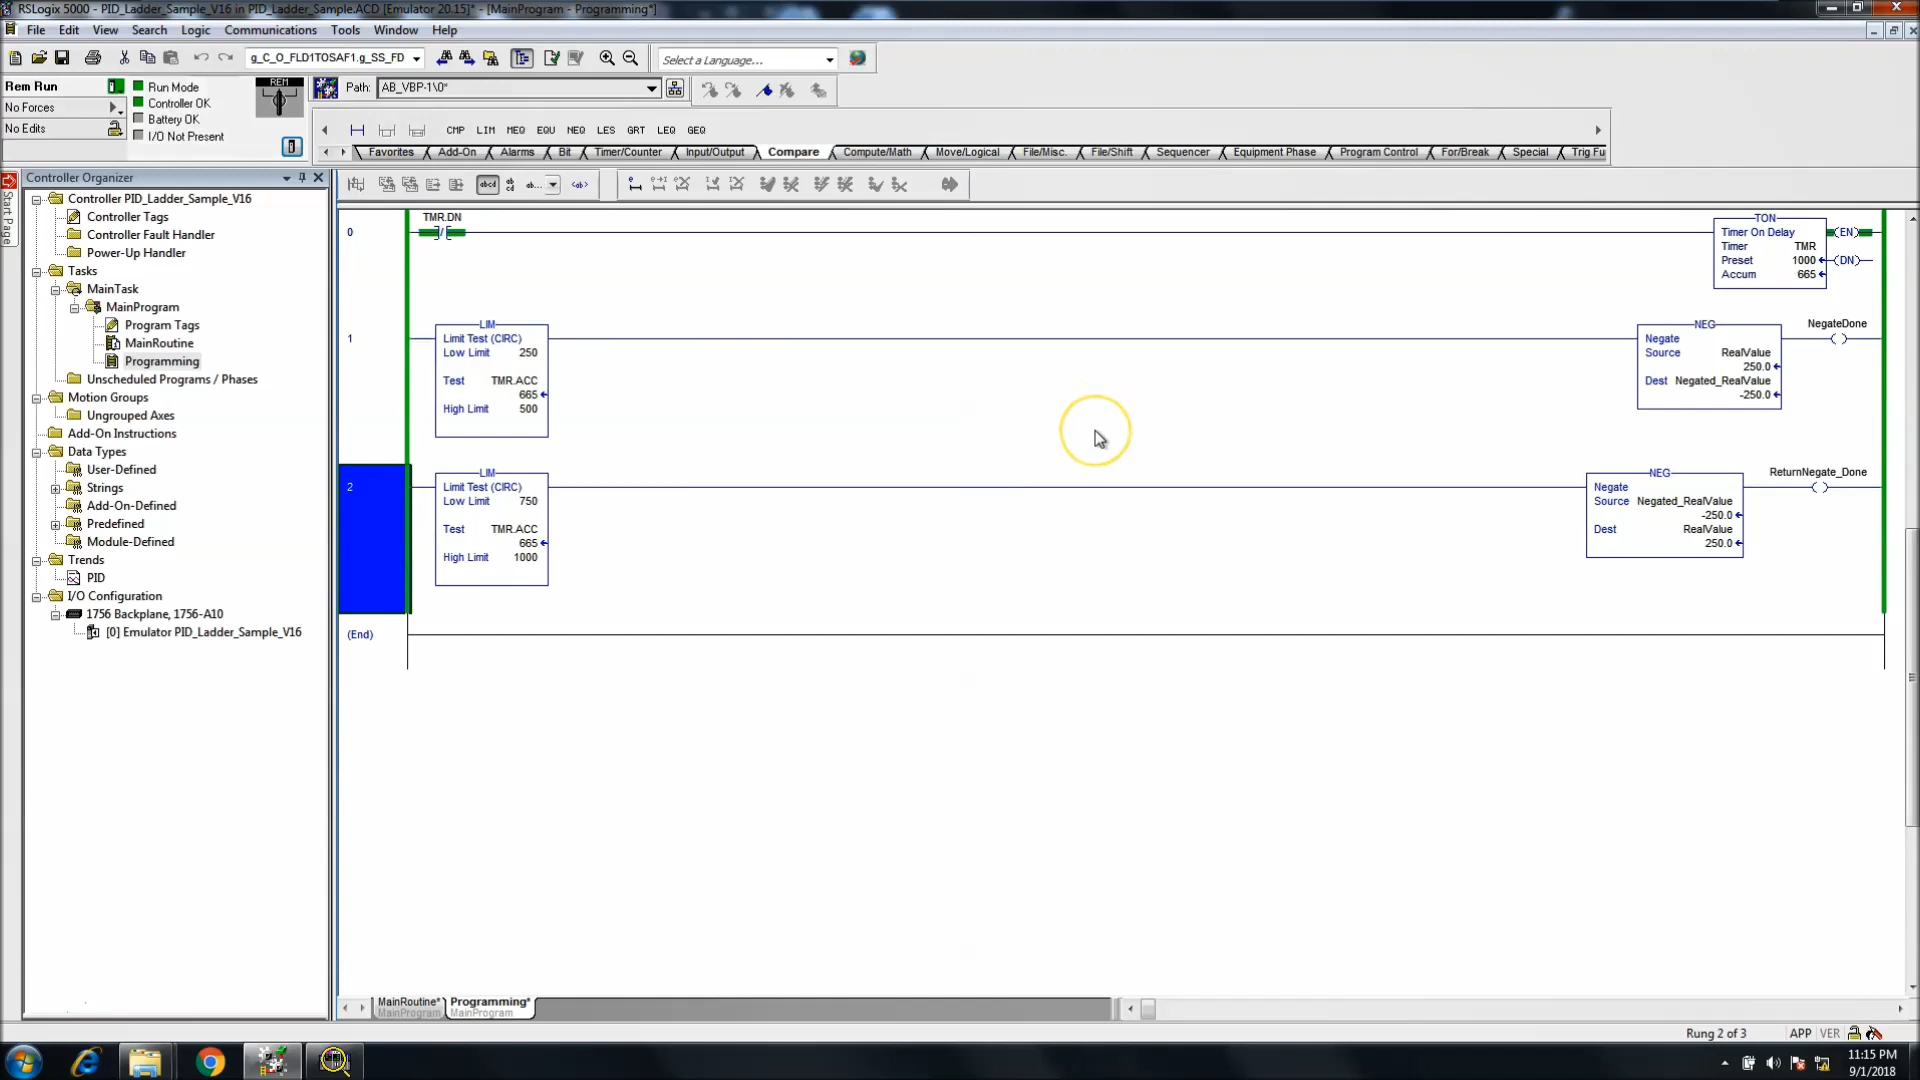 RSLogix 5000 - PID_Ladder_Sample_V16 in PID_Ladder_Sample.ACD [Emulator 20.15]* - [MainProgram - Programming*]
File Edit View Search Logic Communications Tools Window Help
g_C_O_FLD1TOSAF1.g_SS_FD
Select a Language...
Rem Run
Run Mode
REM
Path: AB_VBP-1\0*
No Forces
Controller OK
Battery OK
No Edits
I/O Not Present
CMP LIM MEQ EQU NEQ LES GRT LEQ GEQ
Favorites Add-On Alarms Bit Timer/Counter Input/Output Compare Compute/Math Move/Logical File/Misc. File/Shift Sequencer Equipment Phase Program Control For/Break Special Trig Fu
Start Page
Controller Organizer
Controller PID_Ladder_Sample_V16
Controller Tags
Controller Fault Handler
Power-Up Handler
Tasks
MainTask
MainProgram
Program Tags
MainRoutine
Programming
Unscheduled Programs / Phases
Motion Groups
Ungrouped Axes
Add-On Instructions
Data Types
User-Defined
Strings
Add-On-Defined
Predefined
Module-Defined
Trends
PID
I/O Configuration
1756 Backplane, 1756-A10
[0] Emulator PID_Ladder_Sample_V16
TMR.DN
0
TON
Timer On Delay
Timer TMR
Preset 1000
Accum 665
EN
DN
1
LIM
Limit Test (CIRC)
Low Limit 250
Test TMR.ACC
665
High Limit 500
NEG
Negate
Source RealValue
250.0
Dest Negated_RealValue
-250.0
NegateDone
2
LIM
Limit Test (CIRC)
Low Limit 750
Test TMR.ACC
665
High Limit 1000
NEG
Negate
Source Negated_RealValue
-250.0
Dest RealValue
250.0
ReturnNegate_Done
(End)
MainRoutine*
MainProgram
Programming*
MainProgram
Rung 2 of 3
APP VER
11:15 PM
9/1/2018